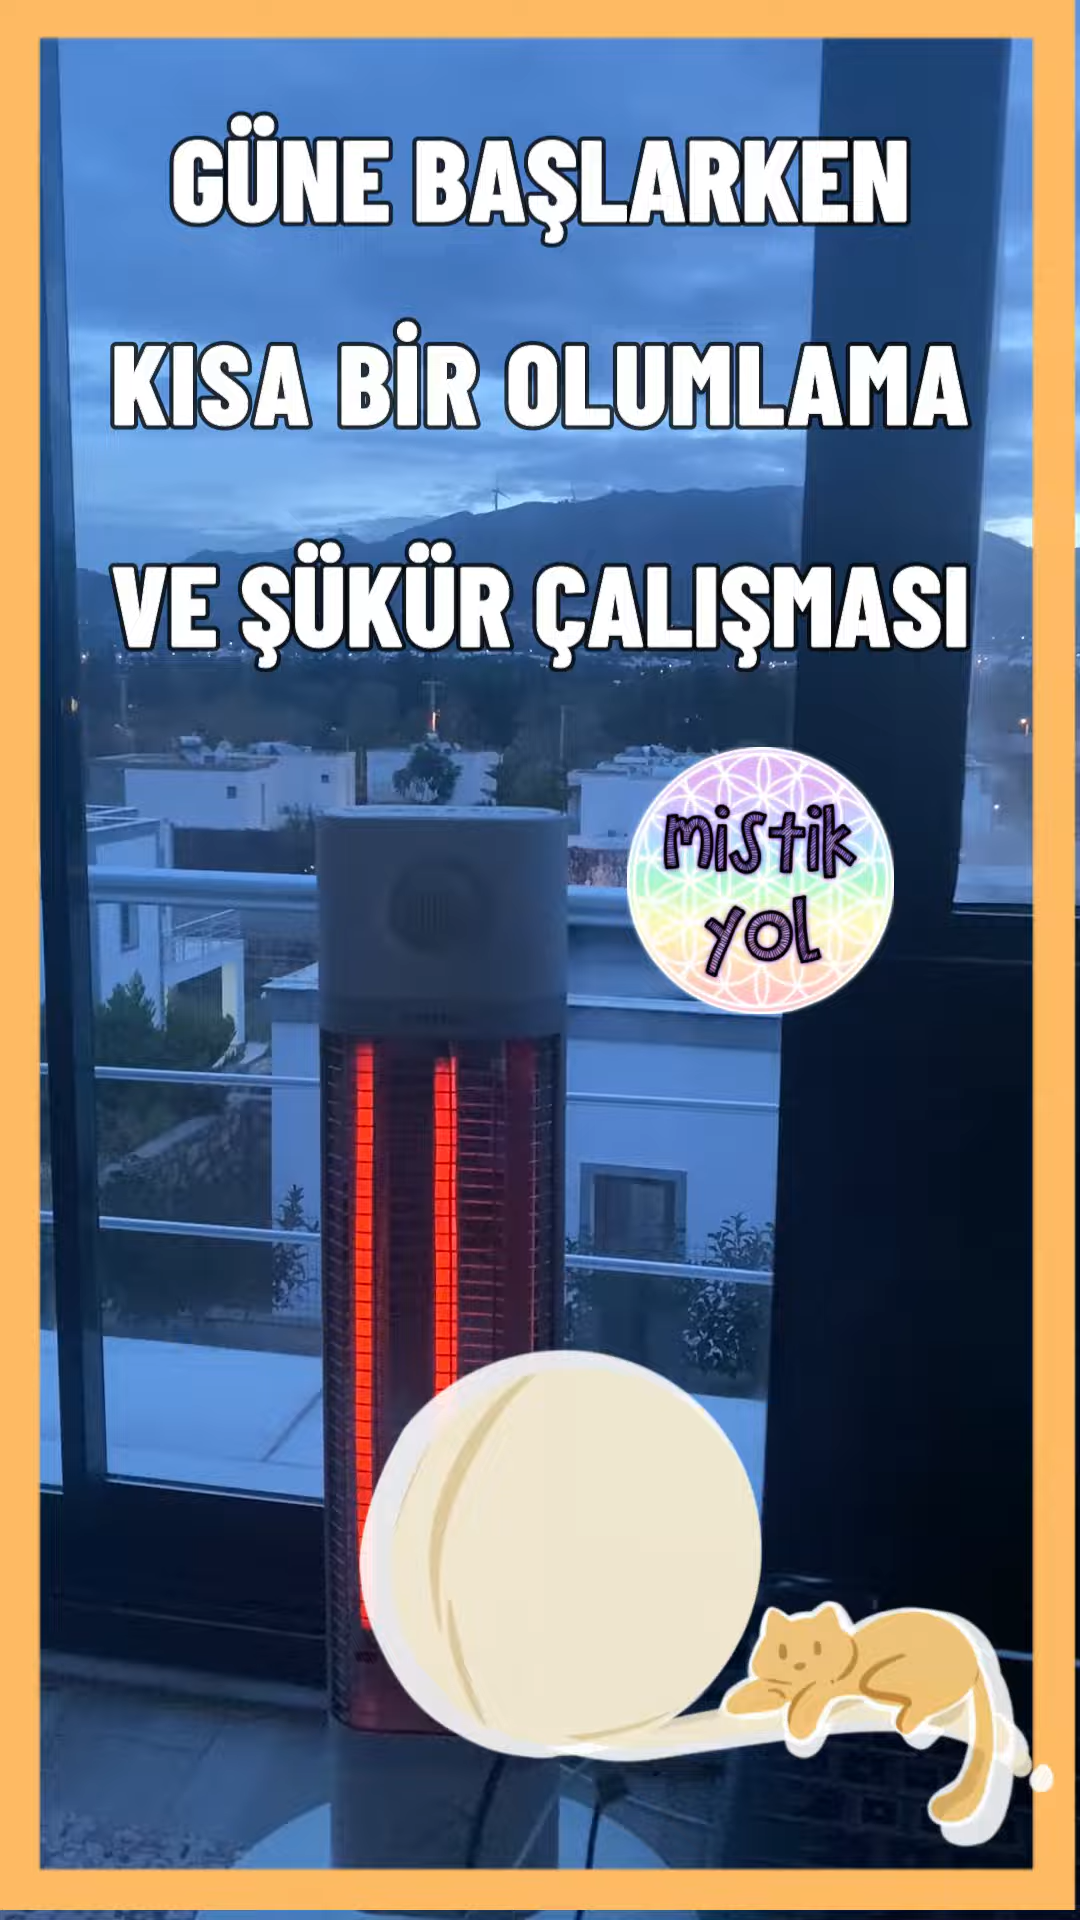 GÜNE BAŞLARKEN
KISA BİR OLUMLAMA
VE ŞÜKÜR ÇALIŞMASI
mistik
yol